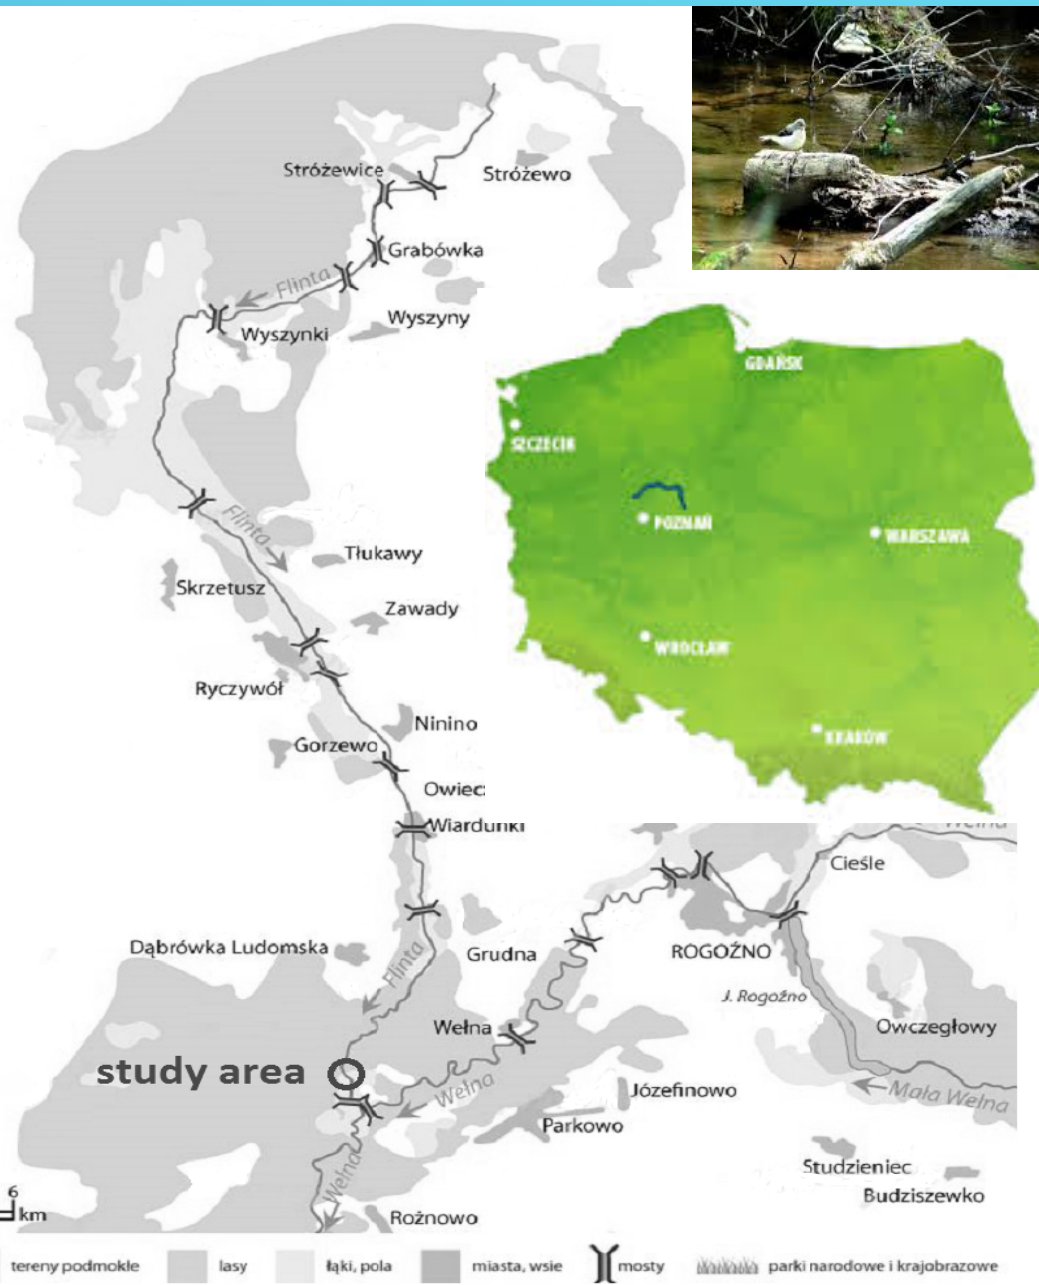 Stróżewice
Stróżewo
Grabówka
Flinta
Wyszyny
Wyszynki
Flinta
Tłukawy
Skrzetusz
Zawady
Ryczywół
Ninino
Gorzewo
Owiec
Wiardunki
Dąbrówka Ludomska
Flinta
Grudna
Wełna
study area
Wełna
Józefinowo
Parkowo
Wełna
Rożnowo
6
km
GDAŃSK
SZCZECIN
POZNAŃ
WARSZAWA
WROCŁAW
KRAKÓW
Wełna
Cieśle
ROGOŹNO
J. Rogoźno
Owczegłowy
Mała Wełna
Studzieniec
Budziszewko
tereny podmokłe lasy łąki, pola miasta, wsie mosty parki narodowe i krajobrazowe